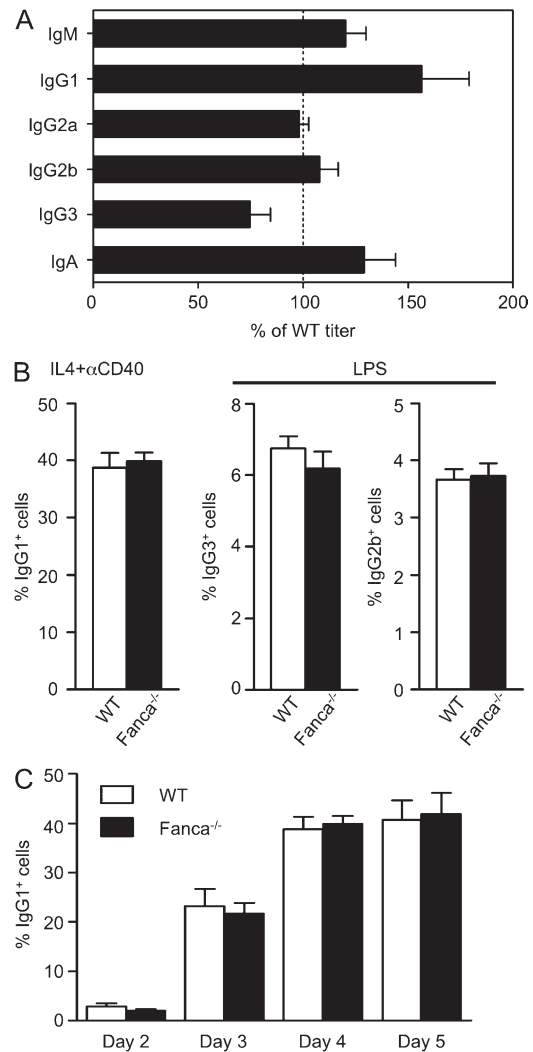 A
IgM
IgG1
IgG2a
IgG2b
IgG3
IgA
0 50 100 150 200
% of WT titer
B IL4+αCD40 LPS
50
40
30
20
10
0
% IgG1⁺ cells
WT
Fanca⁻/⁻
8
6
4
2
0
% IgG3⁺ cells
WT
Fanca⁻/⁻
5
4
3
2
1
0
% IgG2b⁺ cells
WT
Fanca⁻/⁻
C
50
40
30
20
10
0
% IgG1⁺ cells
WT
Fanca⁻/⁻
Day 2 Day 3 Day 4 Day 5